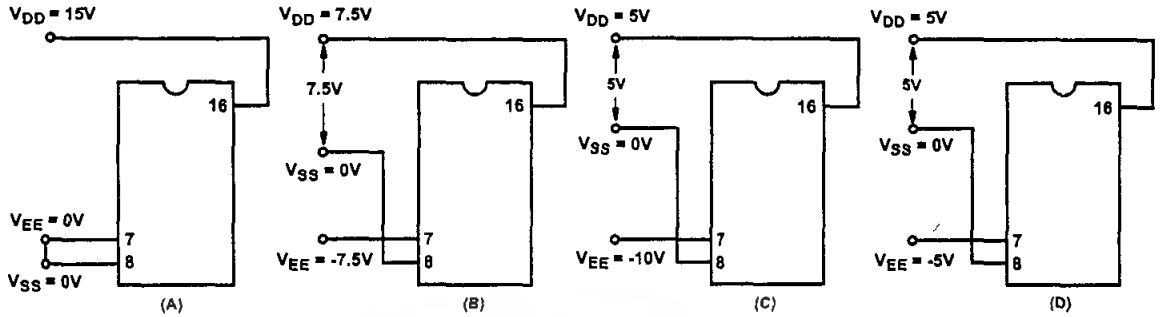 VDD = 15V
16
VEE = 0V
7
8
VSS = 0V
(A)
VDD = 7.5V
7.5V
16
VSS = 0V
7
VEE = -7.5V
8
(B)
VDD = 5V
5V
16
VSS = 0V
7
VEE = -10V
8
(C)
VDD = 5V
5V
16
VSS = 0V
7
VEE = -5V
8
(D)